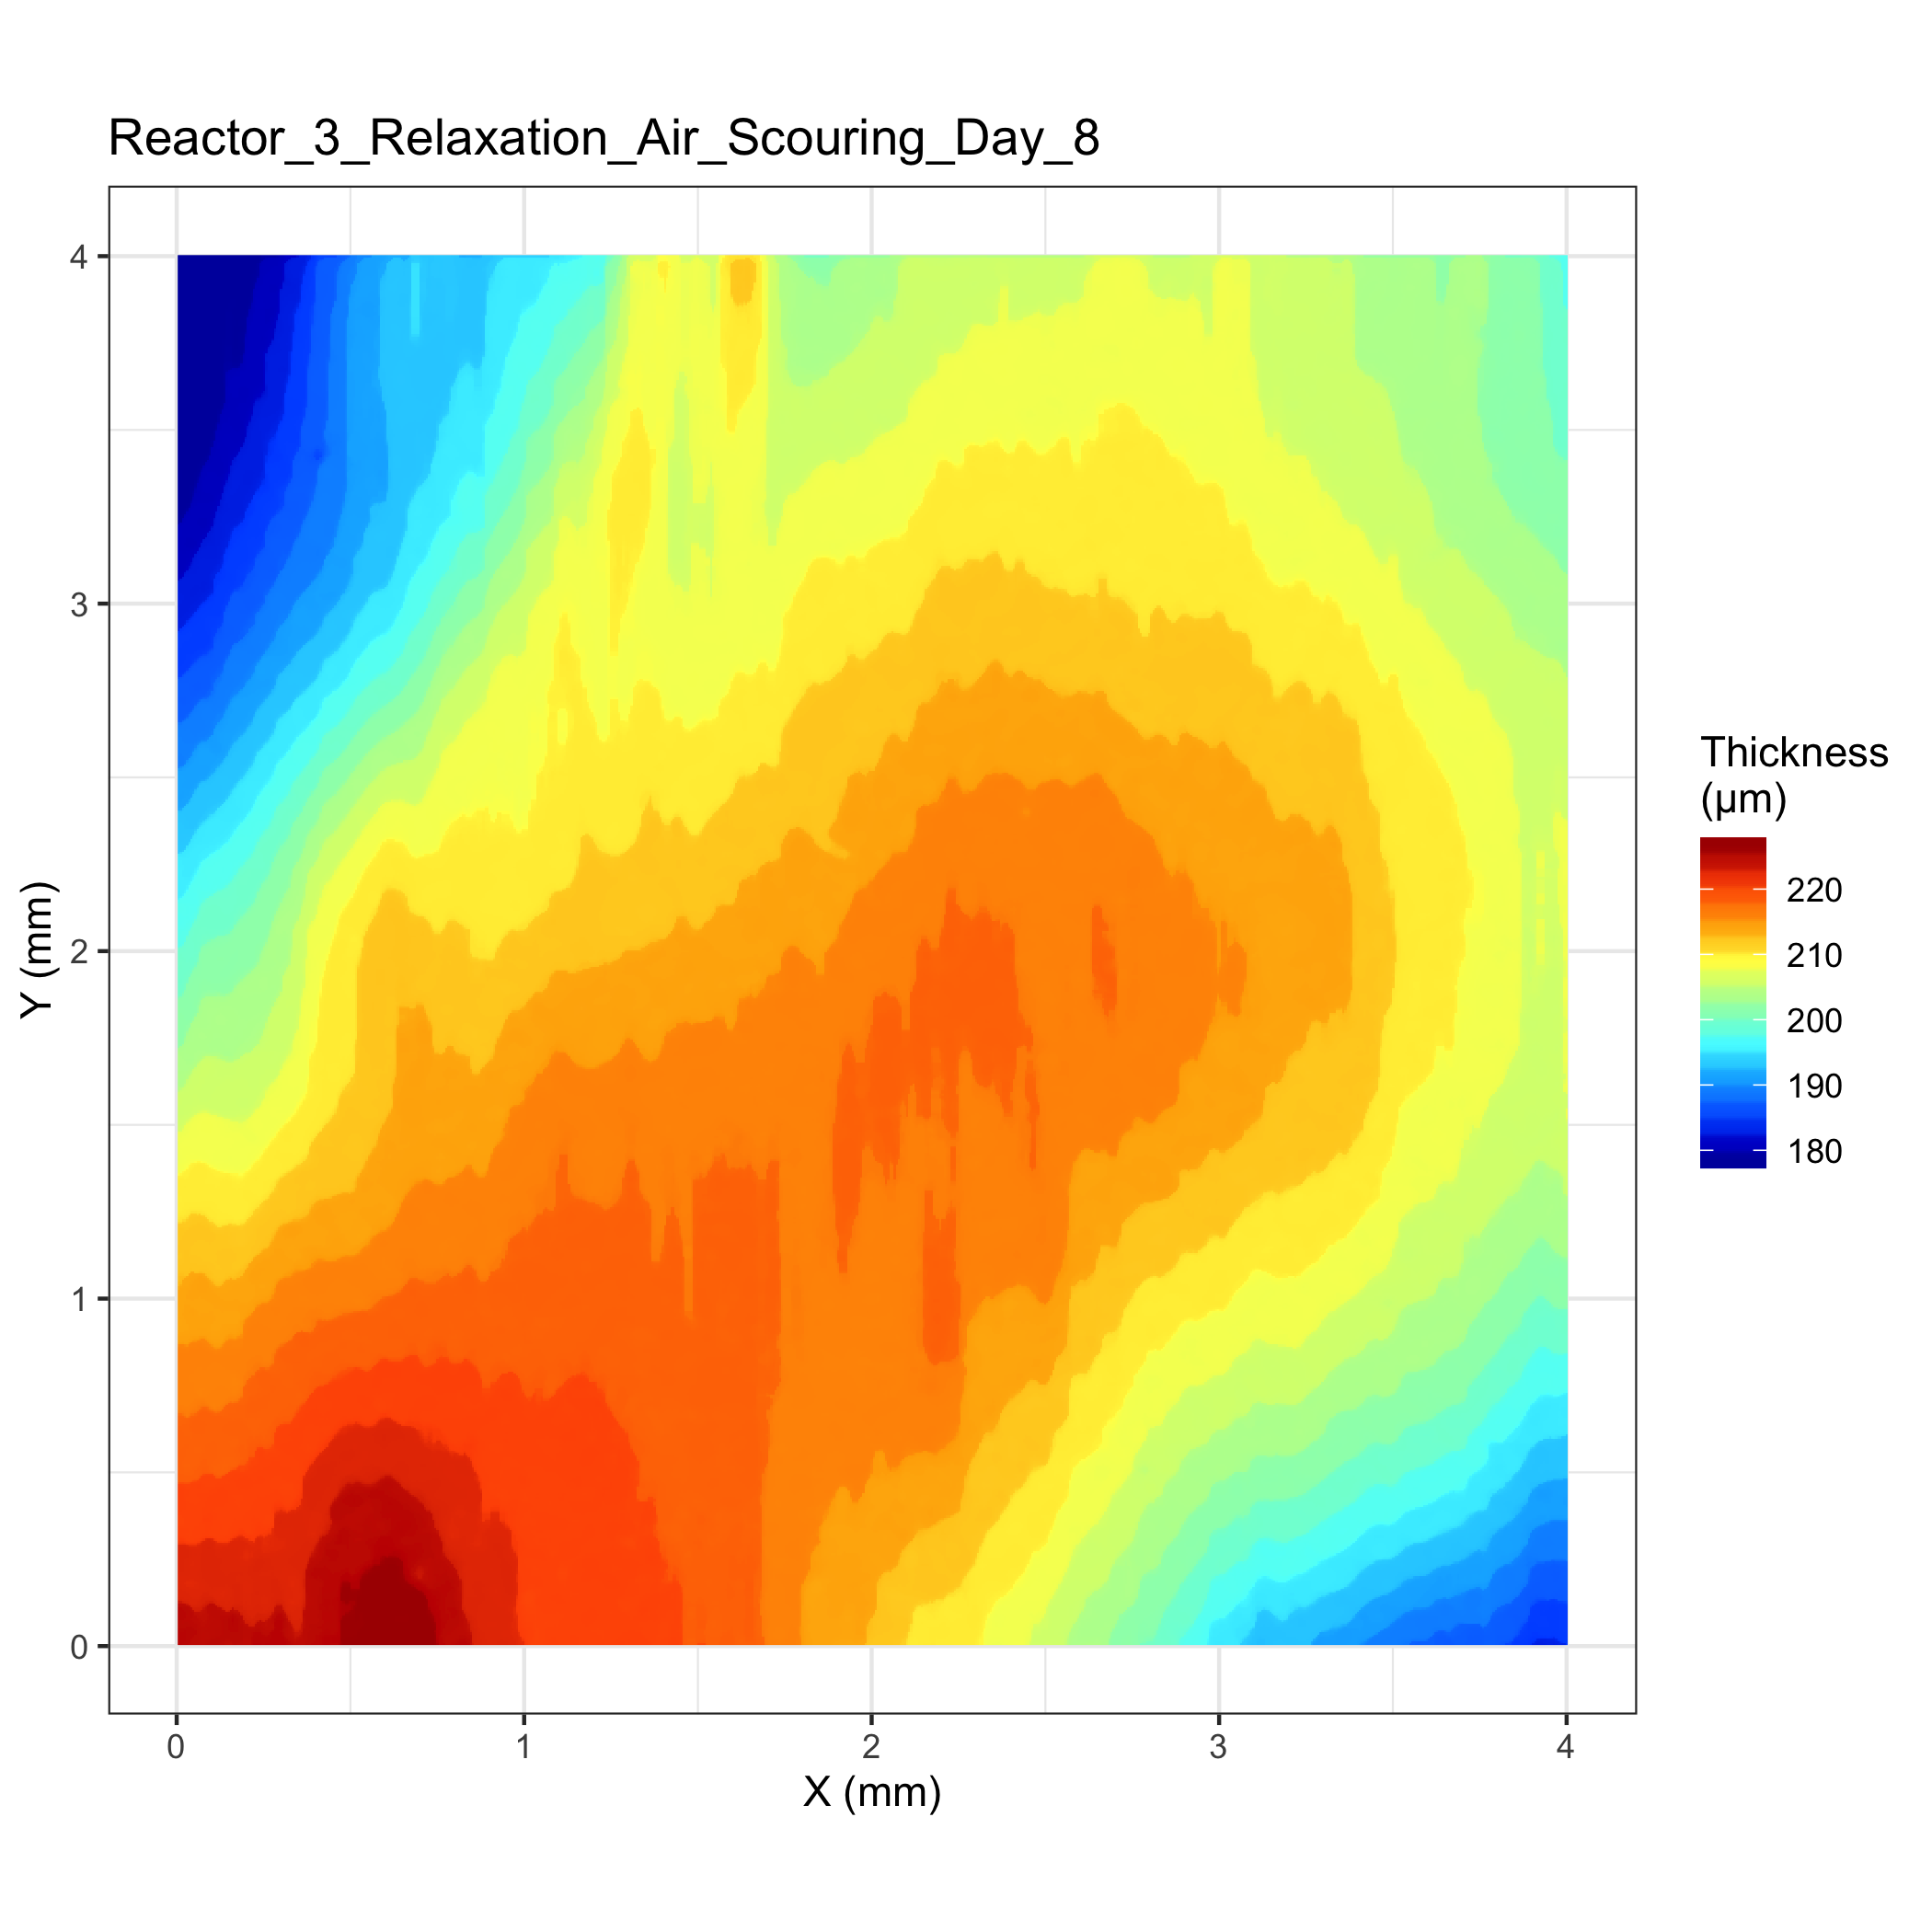 Reactor_3_Relaxation_Air_Scouring_Day_8
4
3
2
1
0
Y (mm)
0 1 2 3 4
X (mm)
Thickness
(µm)
220
210
200
190
180